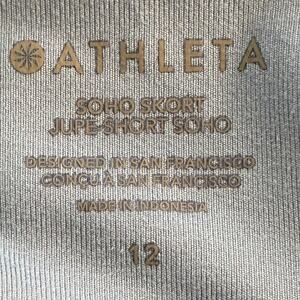 ATHLETA
SOHO SKORT
JUPE-SHORT SOHO
DESIGNED IN SAN FRANCISCO
CONÇU À SAN FRANCISCO
MADE IN INDONESIA
12